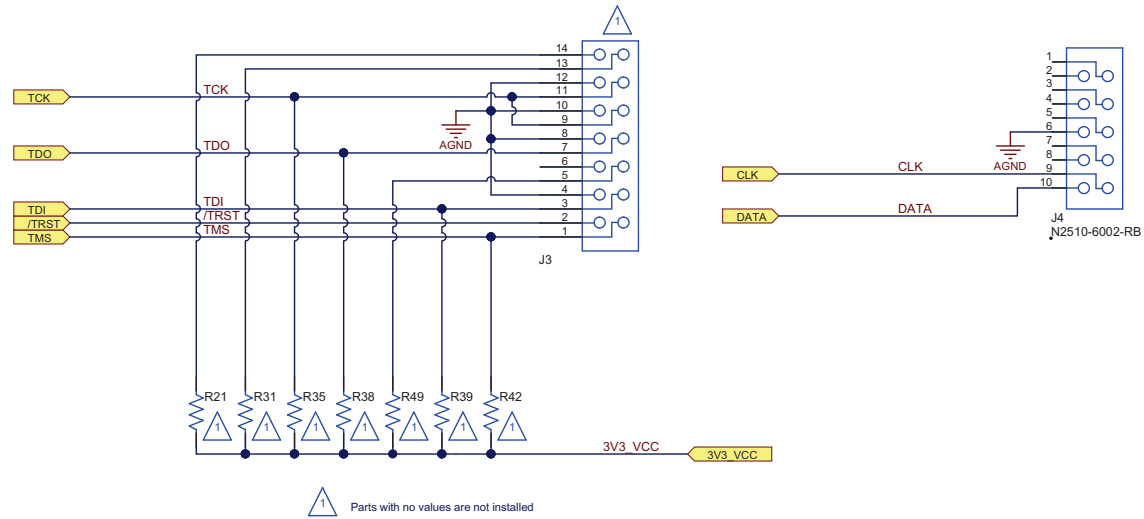 1
14
13
12
TCK
TCK
11
10
9
AGND
8
TDO
TDO
7
6
5
4
TDI
TDI
3
/TRST
/TRST
2
TMS
TMS
1
J3
1
2
3
4
5
6
7
AGND
8
CLK
CLK
9
10
DATA
DATA
J4
N2510-6002-RB
R21
R31
R35
R38
R49
R39
R42
1
1
1
1
1
1
1
3V3_VCC
3V3_VCC
1
Parts with no values are not installed